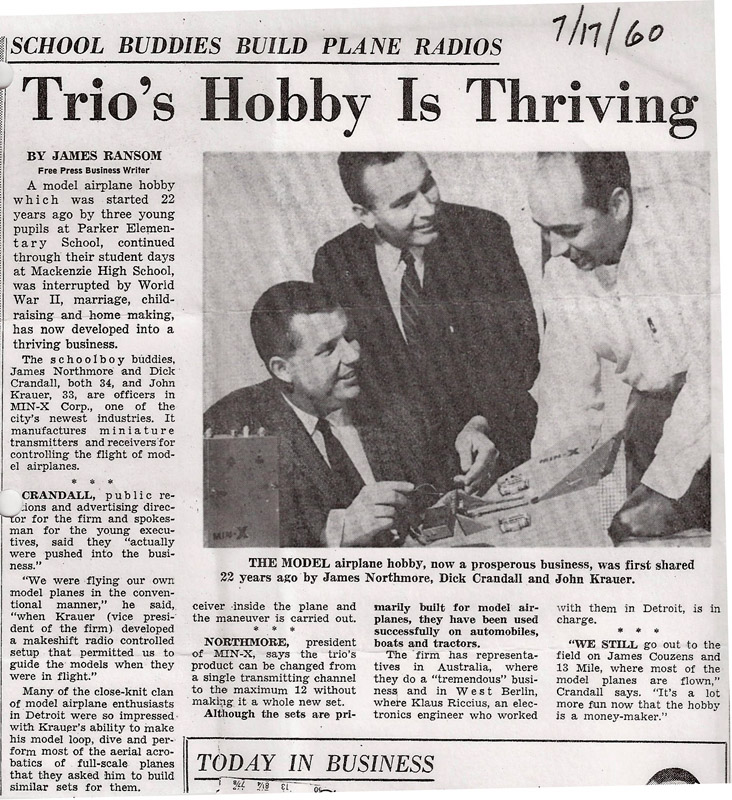 7/17/60
SCHOOL BUDDIES BUILD PLANE RADIOS
Trio's Hobby Is Thriving
BY JAMES RANSOM
Free Press Business Writer
A model airplane hobby
which was started 22
years ago by three young
pupils at Parker Elemen-
tary School, continued
through their student days
at Mackenzie High School,
was interrupted by World
War II, marriage, child-
raising and home making,
has now developed into a
thriving business.
The schoolboy buddies,
James Northmore and Dick
Crandall, both 34, and John
Krauer, 33, are officers in
MIN-X Corp., one of the
city's newest industries. It
manufactures miniature
transmitters and receivers for
controlling the flight of mod-
el airplanes.
* * *
CRANDALL, public re-
tions and advertising direc-
tor for the firm and spokes-
man for the young execu-
tives, said they "actually
were pushed into the busi-
ness."
"We were flying our own
model planes in the conven-
tional manner," he said,
"when Krauer (vice presi-
dent of the firm) developed
a makeshift radio controlled
setup that permitted us to
guide the models when they
were in flight."
Many of the close-knit clan
of model airplane enthusiasts
in Detroit were so impressed
with Krauer's ability to make
his model loop, dive and per-
form most of the aerial acro-
batics of full-scale planes
that they asked him to build
similar sets for them.
MIN-X
MIN-X
THE MODEL airplane hobby, now a prosperous business, was first shared
22 years ago by James Northmore, Dick Crandall and John Krauer.
ceiver inside the plane and
the maneuver is carried out.
* * *
NORTHMORE, president
of MIN-X, says the trio's
product can be changed from
a single transmitting channel
to the maximum 12 without
making it a whole new set.
Although the sets are pri-
marily built for model air-
planes, they have been used
successfully on automobiles,
boats and tractors.
The firm has representa-
tives in Australia, where
they do a "tremendous" busi-
ness and in West Berlin,
where Klaus Riccius, an elec-
tronics engineer who worked
with them in Detroit, is in
charge.
* * *
"WE STILL go out to the
field on James Couzens and
13 Mile, where most of the
model planes are flown,"
Crandall says. "It's a lot
more fun now that the hobby
is a money-maker."
TODAY IN BUSINESS